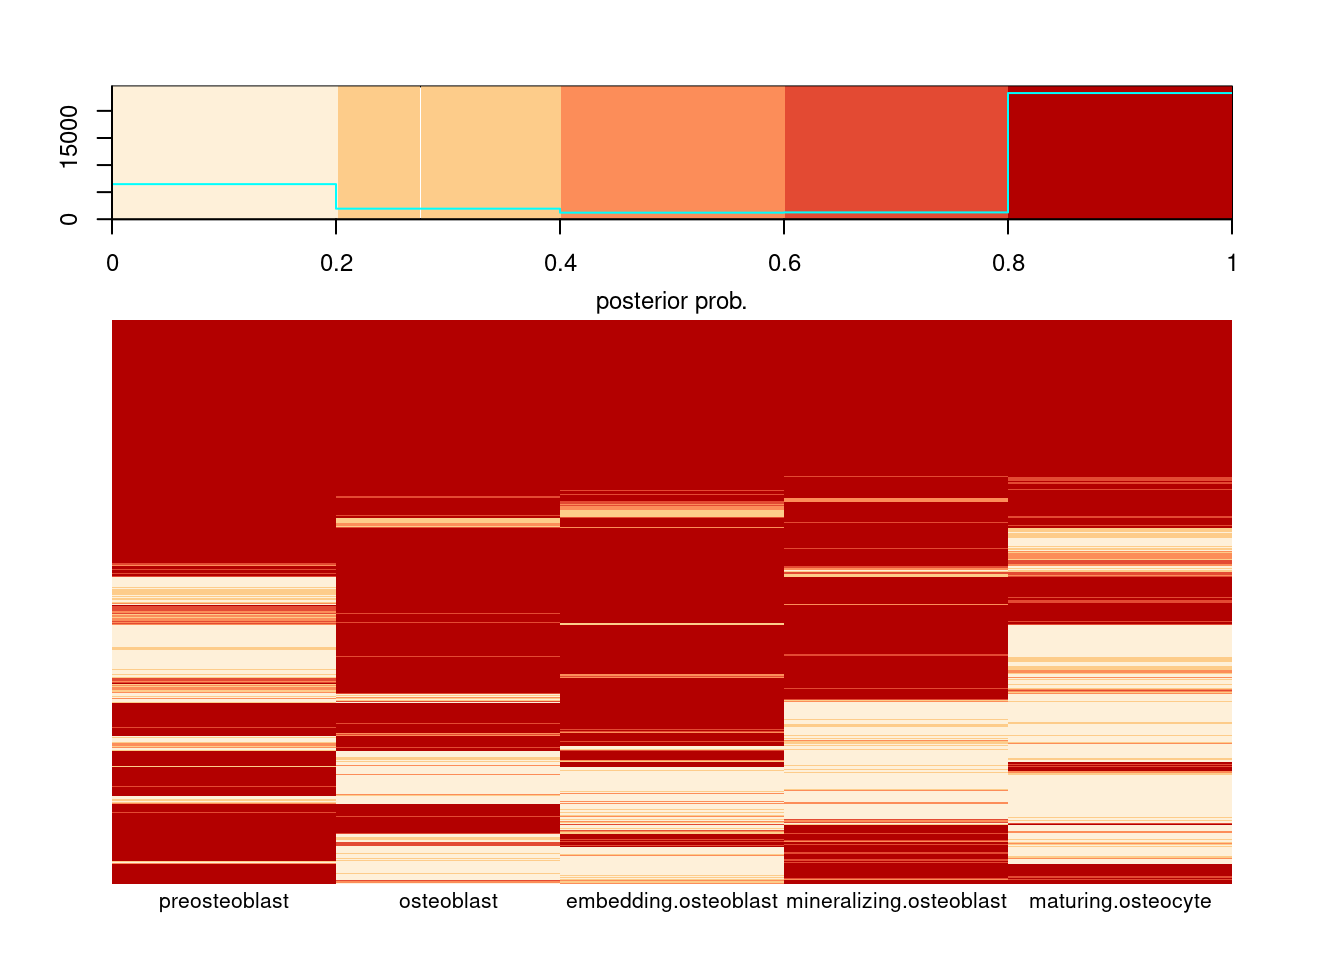 15000
0
0 0.2 0.4 0.6 0.8 1
posterior prob.
preosteoblast osteoblast embedding.osteoblast mineralizing.osteoblast maturing.osteocyte